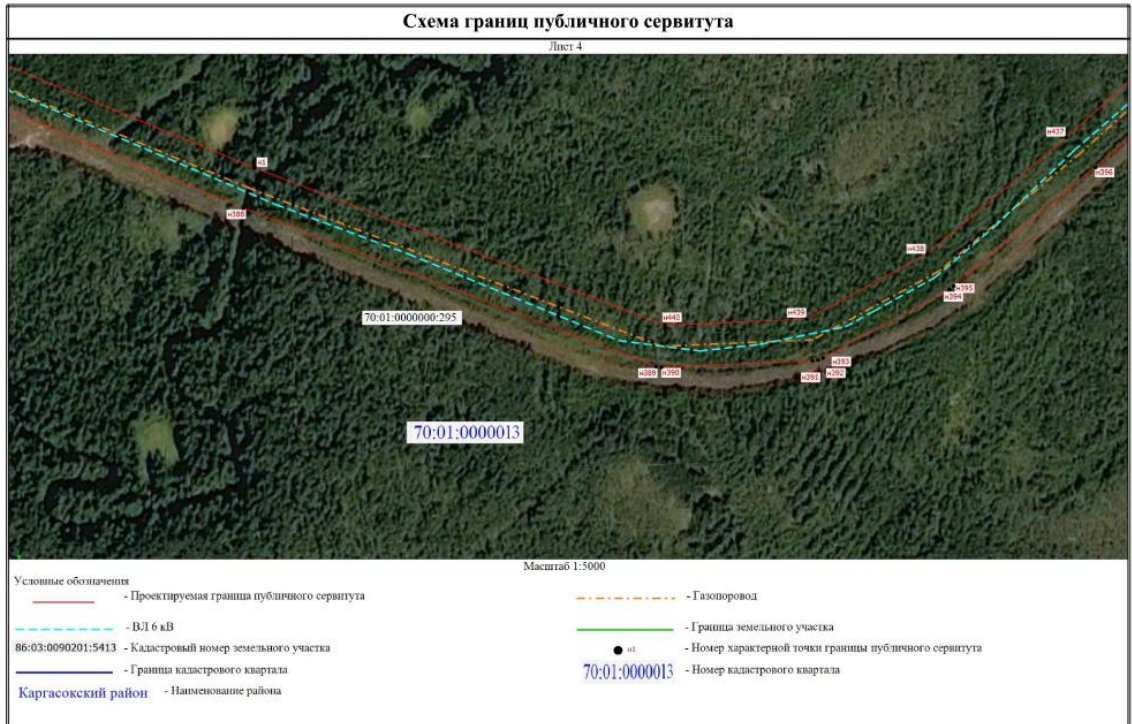 Схема границ публичного сервитута
Лист 4
н437
н1
н396
н388
н438
н395
н394
70:01:0000000:295
н440
н439
н393
н389
н390
н391
н392
70:01:0000013
Масштаб 1:5000
Условные обозначения
- Проектируемая граница публичного сервитута
- Газопоровод
- ВЛ 6 кВ
- Граница земельного участка
86:03:0090201:5413 - Кадастровый номер земельного участка
н1 - Номер характерной точки границы публичного сервитута
- Граница кадастрового квартала
70:01:0000013 - Номер кадастрового квартала
Каргасокский район - Наименование района